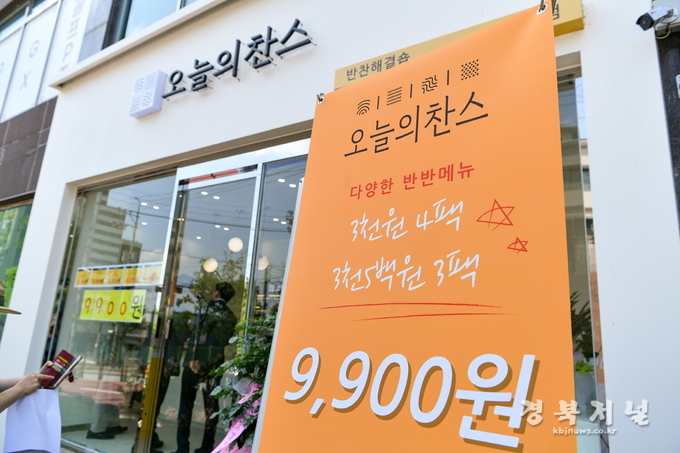 오늘의찬스
반찬해결숍
오늘의찬스
다양한 반반메뉴
3천원 4팩
3천5백원 3팩
9,900원
9,900원
경북저널
kbjnuwa.co.kr